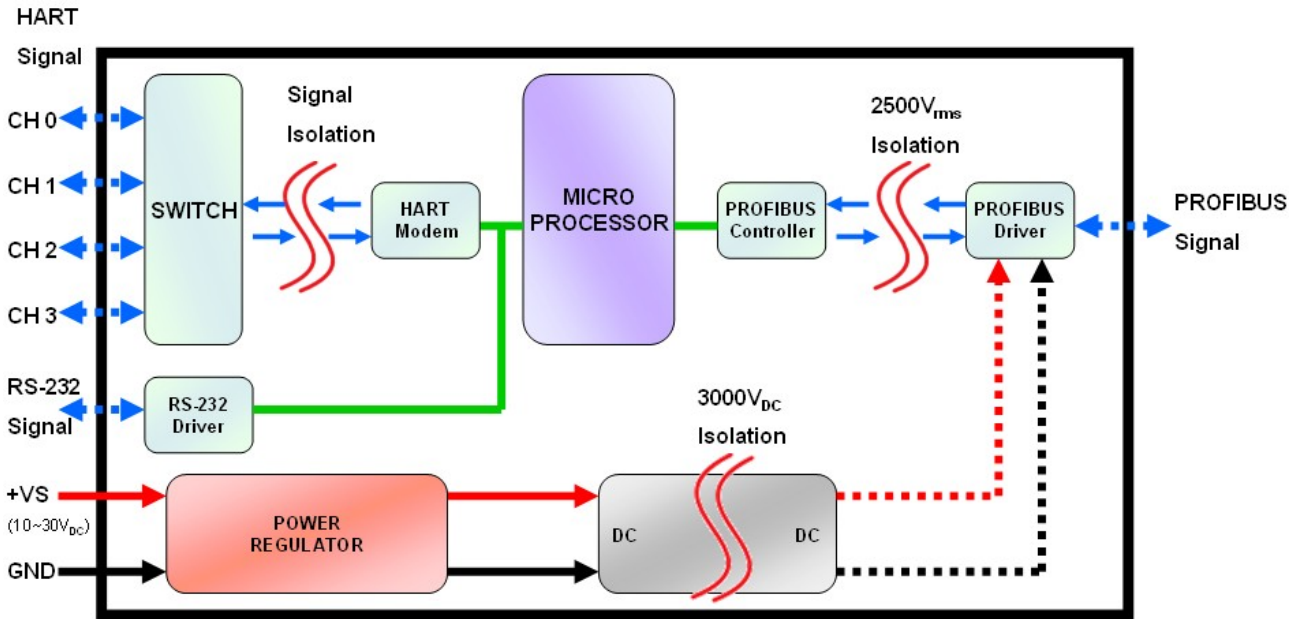 HART
Signal
CH 0
CH 1
CH 2
CH 3
SWITCH
Signal
Isolation
HART
Modem
MICRO
PROCESSOR
PROFIBUS
Controller
2500Vrms
Isolation
PROFIBUS
Driver
PROFIBUS
Signal
RS-232
Signal
RS-232
Driver
3000VDC
Isolation
+VS
(10~30VDC)
GND
POWER
REGULATOR
DC
DC